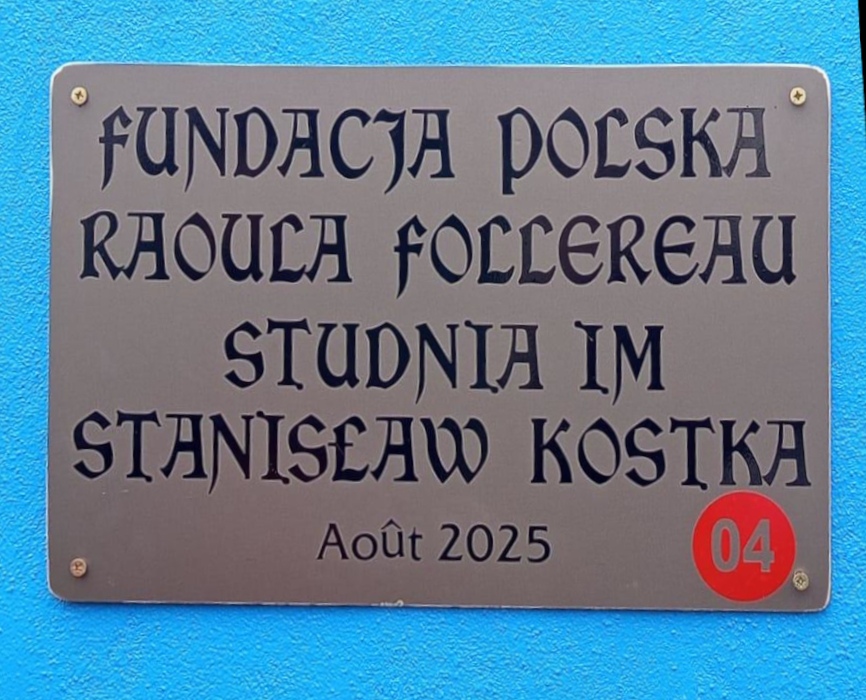 FUNDACJA POLSKA
RAOULA FOLLEREAU
STUDNIA IM
STANISŁAW KOSTKA
Août 2025
04